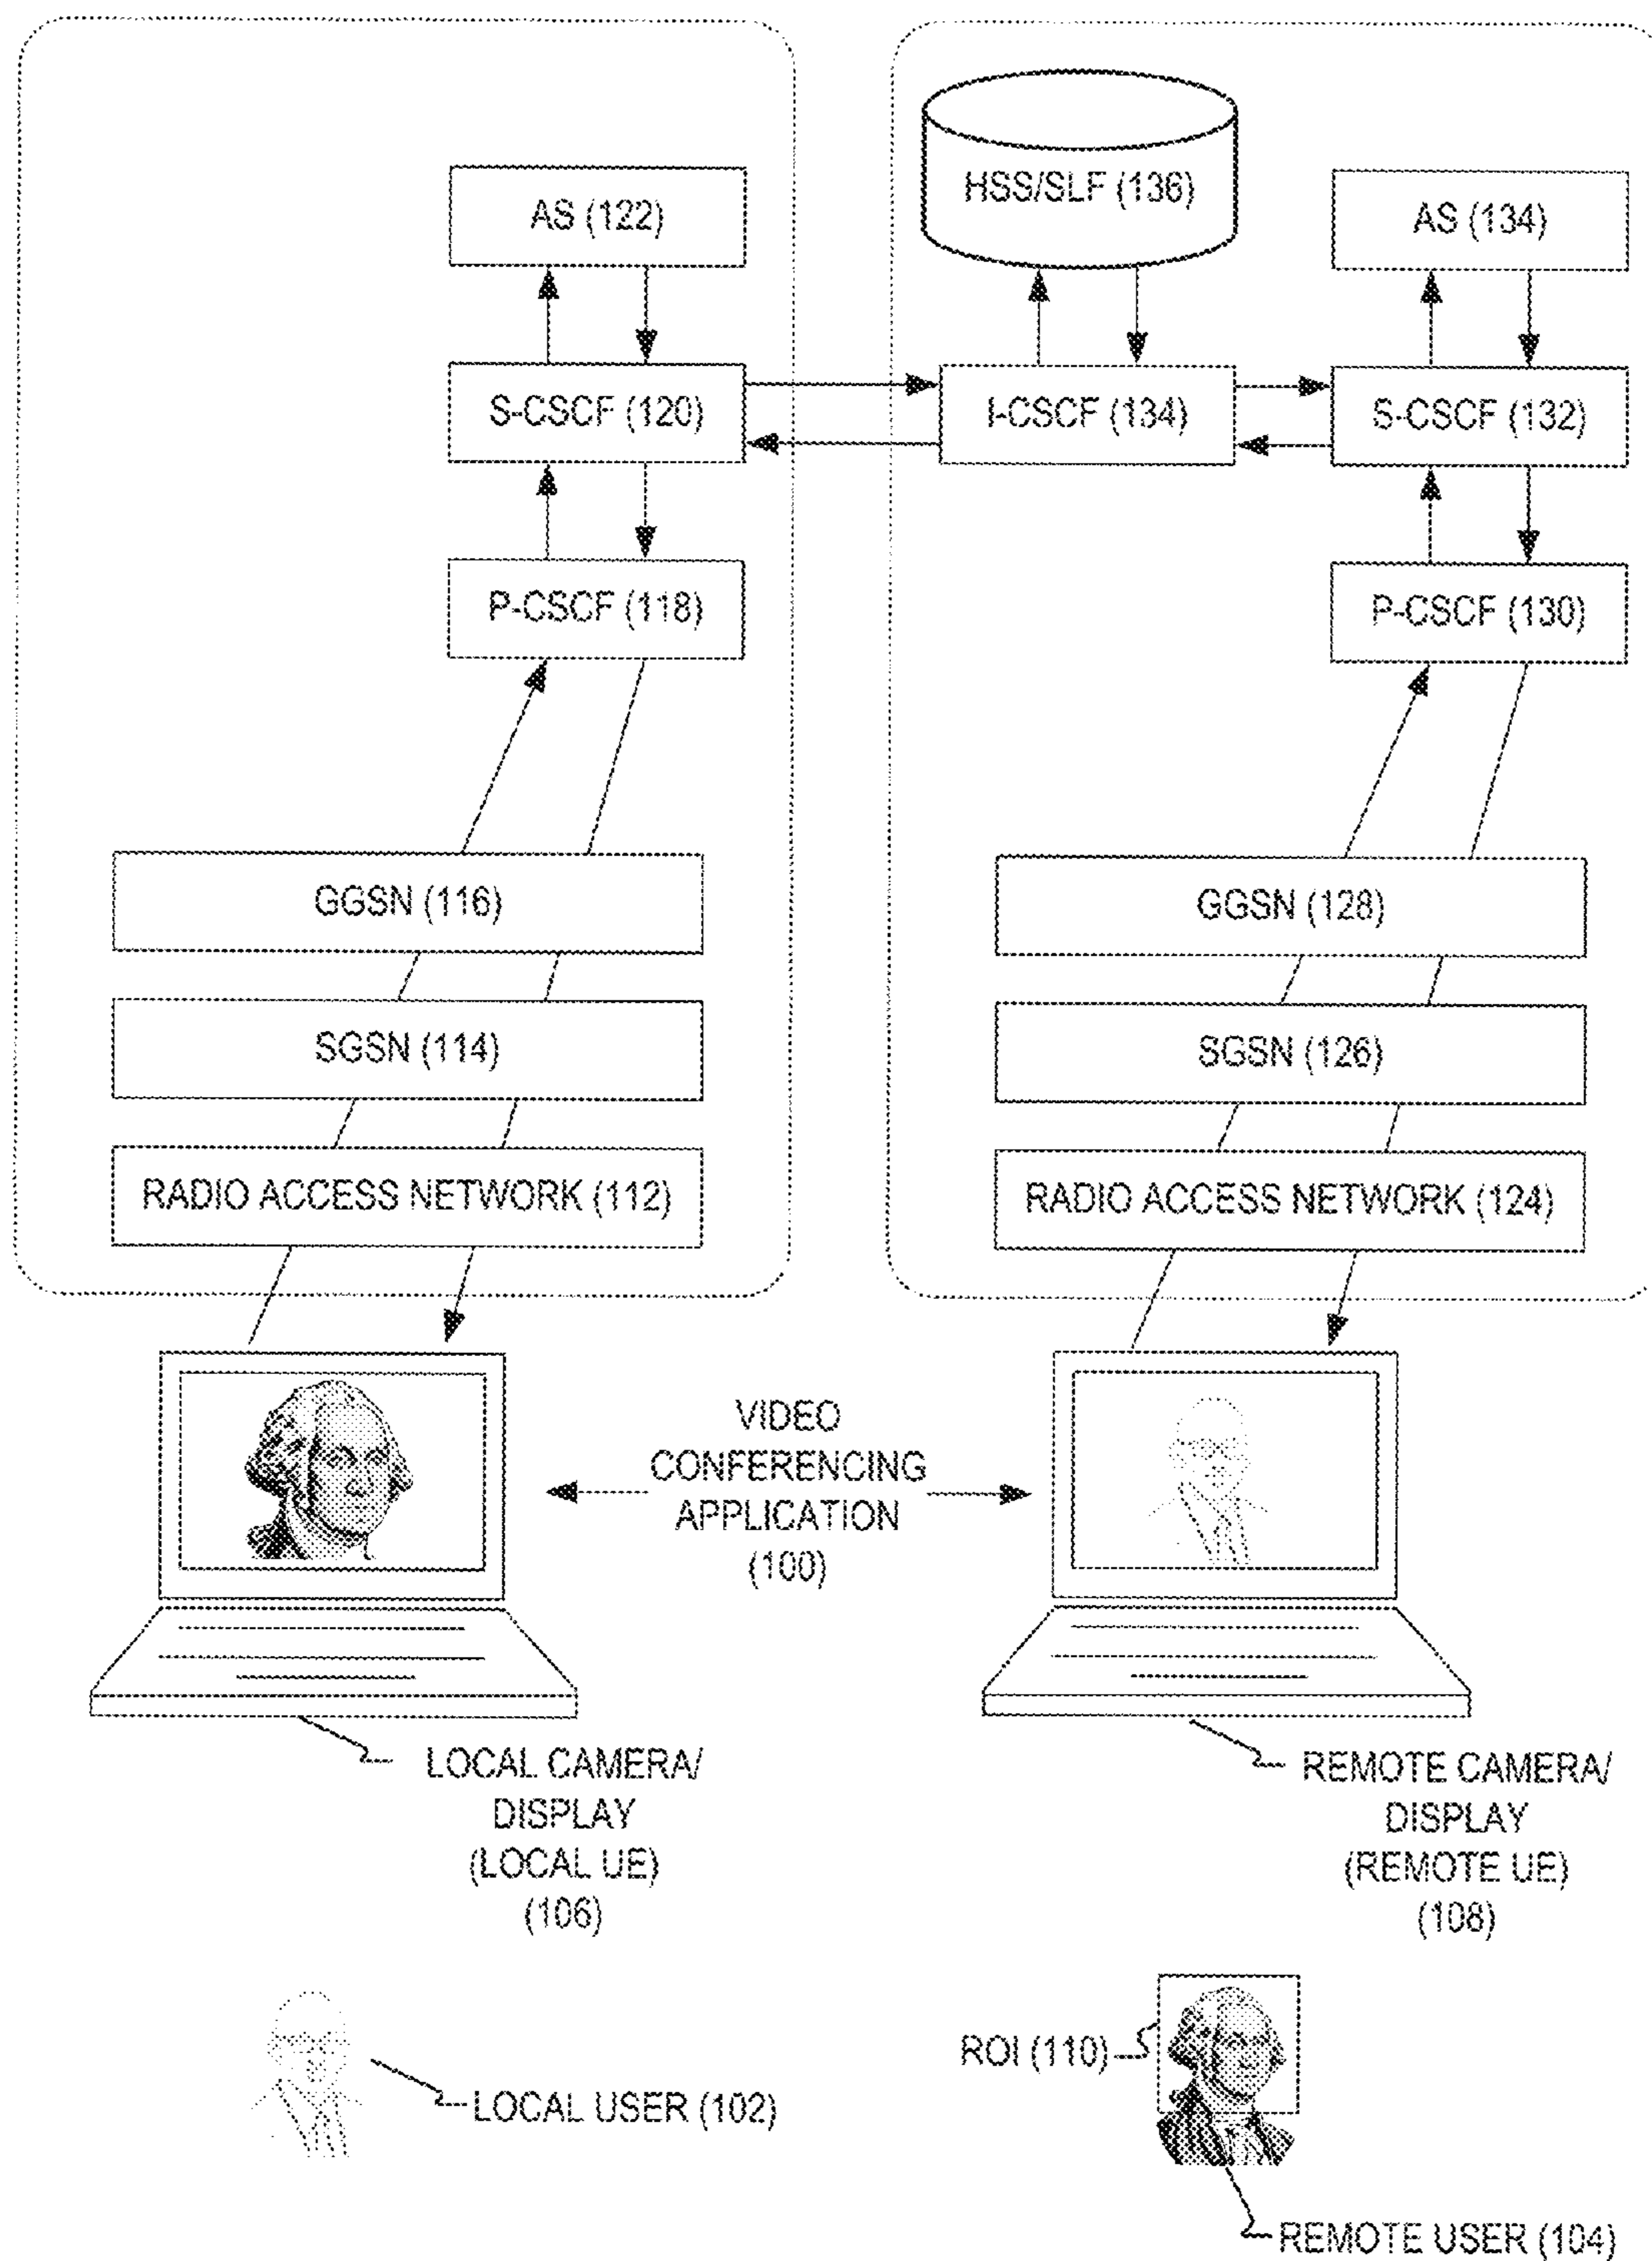 HSS/SLF (136)
AS (122)
AS (134)
S-CSCF (120)
I-CSCF (134)
S-CSCF (132)
P-CSCF (118)
P-CSCF (130)
GGSN (116)
GGSN (128)
SGSN (114)
SGSN (126)
RADIO ACCESS NETWORK (112)
RADIO ACCESS NETWORK (124)
VIDEO
CONFERENCING
APPLICATION
(100)
LOCAL CAMERA/
DISPLAY
(LOCAL UE)
(106)
REMOTE CAMERA/
DISPLAY
(REMOTE UE)
(108)
ROI (110)
LOCAL USER (102)
REMOTE USER (104)